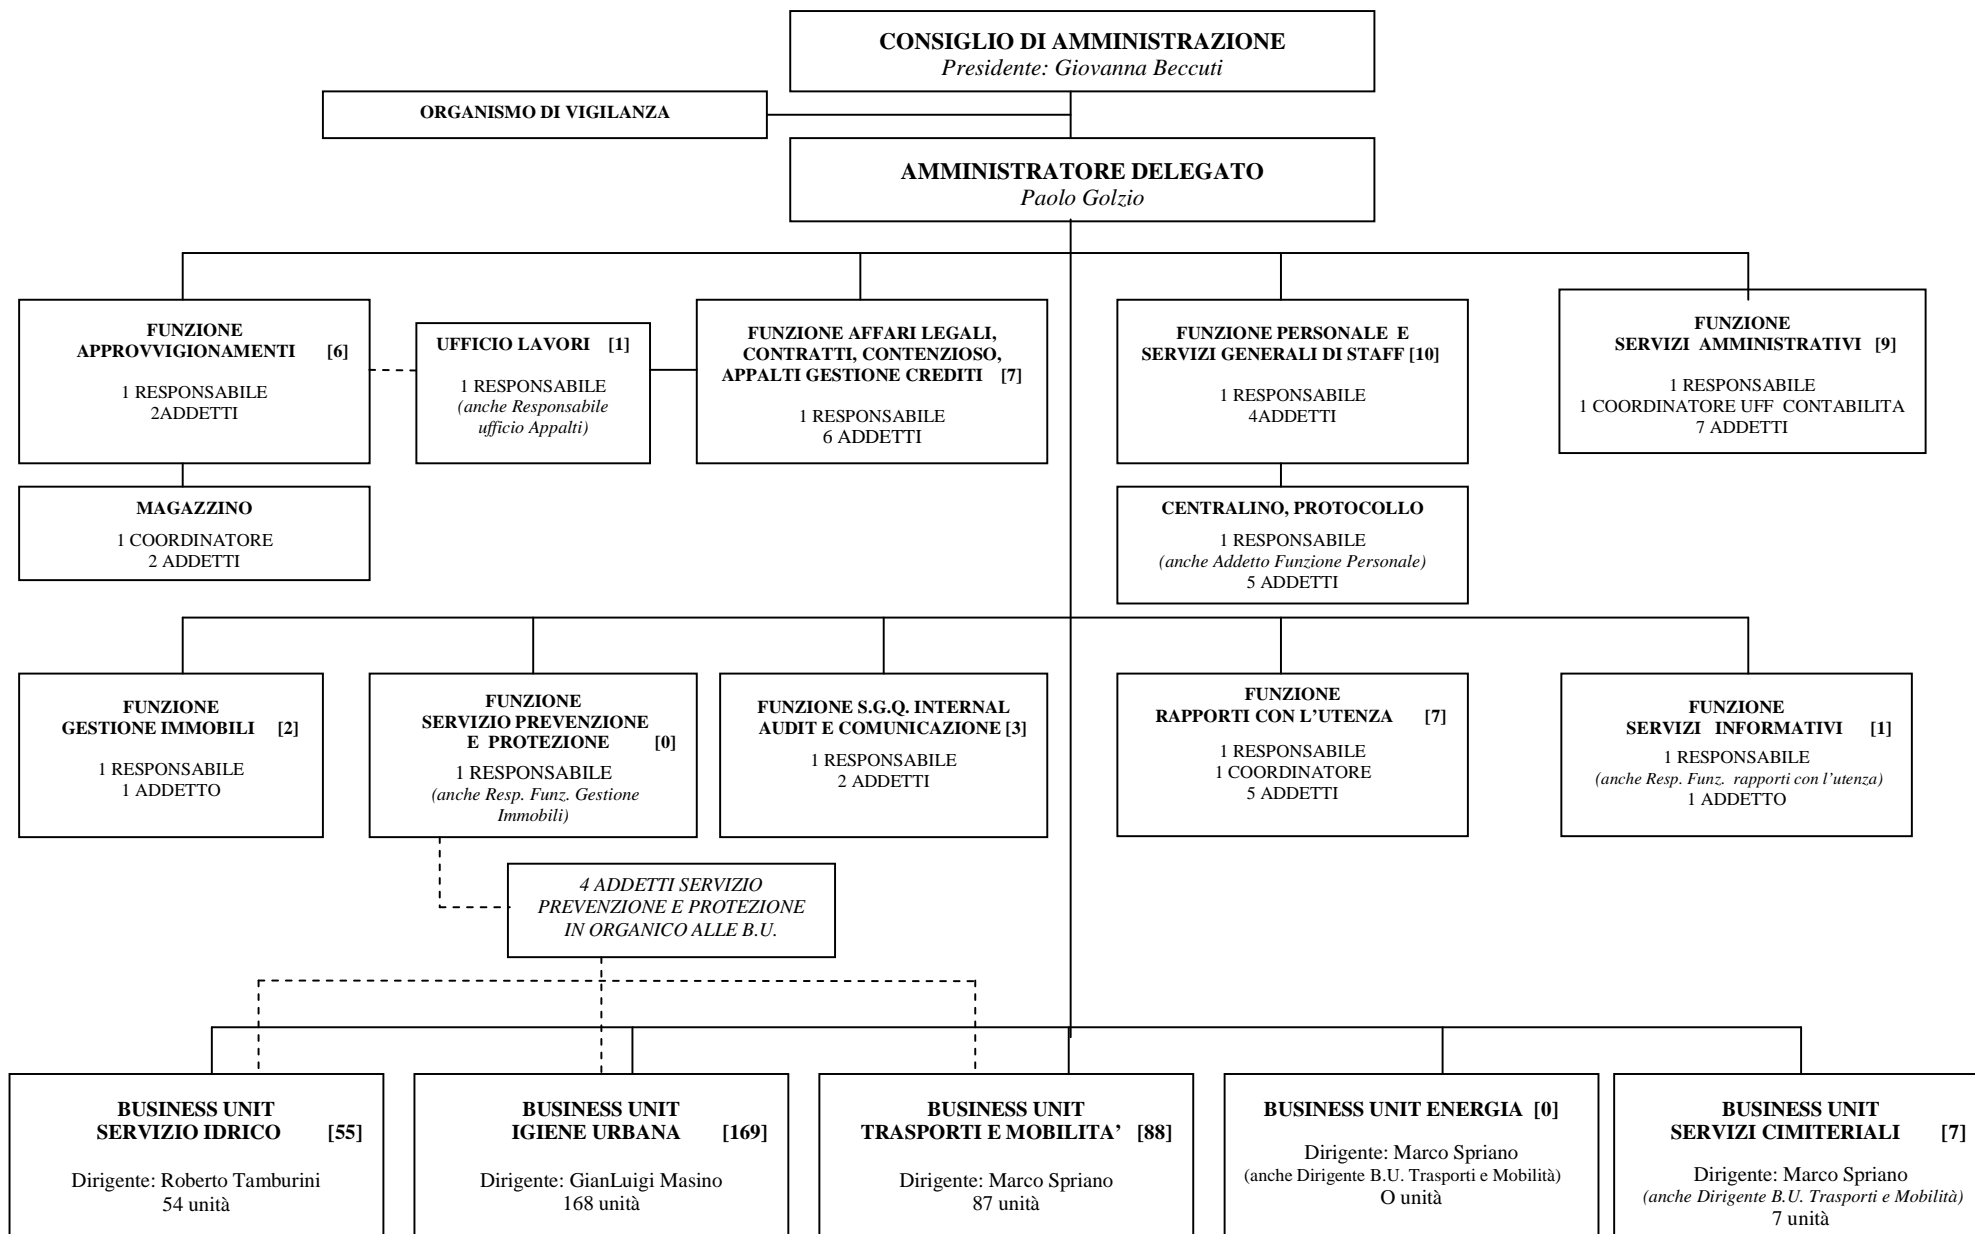 CONSIGLIO DI AMMINISTRAZIONE
Presidente: Giovanna Beccuti
ORGANISMO DI VIGILANZA
AMMINISTRATORE DELEGATO
Paolo Golzio
FUNZIONE
APPROVVIGIONAMENTI [6]
1 RESPONSABILE
2ADDETTI
UFFICIO LAVORI [1]
1 RESPONSABILE
(anche Responsabile
ufficio Appalti)
FUNZIONE AFFARI LEGALI,
CONTRATTI, CONTENZIOSO,
APPALTI GESTIONE CREDITI [7]
1 RESPONSABILE
6 ADDETTI
FUNZIONE PERSONALE E
SERVIZI GENERALI DI STAFF [10]
1 RESPONSABILE
4ADDETTI
FUNZIONE
SERVIZI AMMINISTRATIVI [9]
1 RESPONSABILE
1 COORDINATORE UFF CONTABILITA
7 ADDETTI
MAGAZZINO
1 COORDINATORE
2 ADDETTI
CENTRALINO, PROTOCOLLO
1 RESPONSABILE
(anche Addetto Funzione Personale)
5 ADDETTI
FUNZIONE
GESTIONE IMMOBILI [2]
1 RESPONSABILE
1 ADDETTO
FUNZIONE
SERVIZIO PREVENZIONE
E PROTEZIONE [0]
1 RESPONSABILE
(anche Resp. Funz. Gestione
Immobili)
FUNZIONE S.G.Q. INTERNAL
AUDIT E COMUNICAZIONE [3]
1 RESPONSABILE
2 ADDETTI
FUNZIONE
RAPPORTI CON L’UTENZA [7]
1 RESPONSABILE
1 COORDINATORE
5 ADDETTI
FUNZIONE
SERVIZI INFORMATIVI [1]
1 RESPONSABILE
(anche Resp. Funz. rapporti con l’utenza)
1 ADDETTO
4 ADDETTI SERVIZIO
PREVENZIONE E PROTEZIONE
IN ORGANICO ALLE B.U.
BUSINESS UNIT
SERVIZIO IDRICO [55]
Dirigente: Roberto Tamburini
54 unità
BUSINESS UNIT
IGIENE URBANA [169]
Dirigente: GianLuigi Masino
168 unità
BUSINESS UNIT
TRASPORTI E MOBILITA’ [88]
Dirigente: Marco Spriano
87 unità
BUSINESS UNIT ENERGIA [0]
Dirigente: Marco Spriano
(anche Dirigente B.U. Trasporti e Mobilità)
O unità
BUSINESS UNIT
SERVIZI CIMITERIALI [7]
Dirigente: Marco Spriano
(anche Dirigente B.U. Trasporti e Mobilità)
7 unità